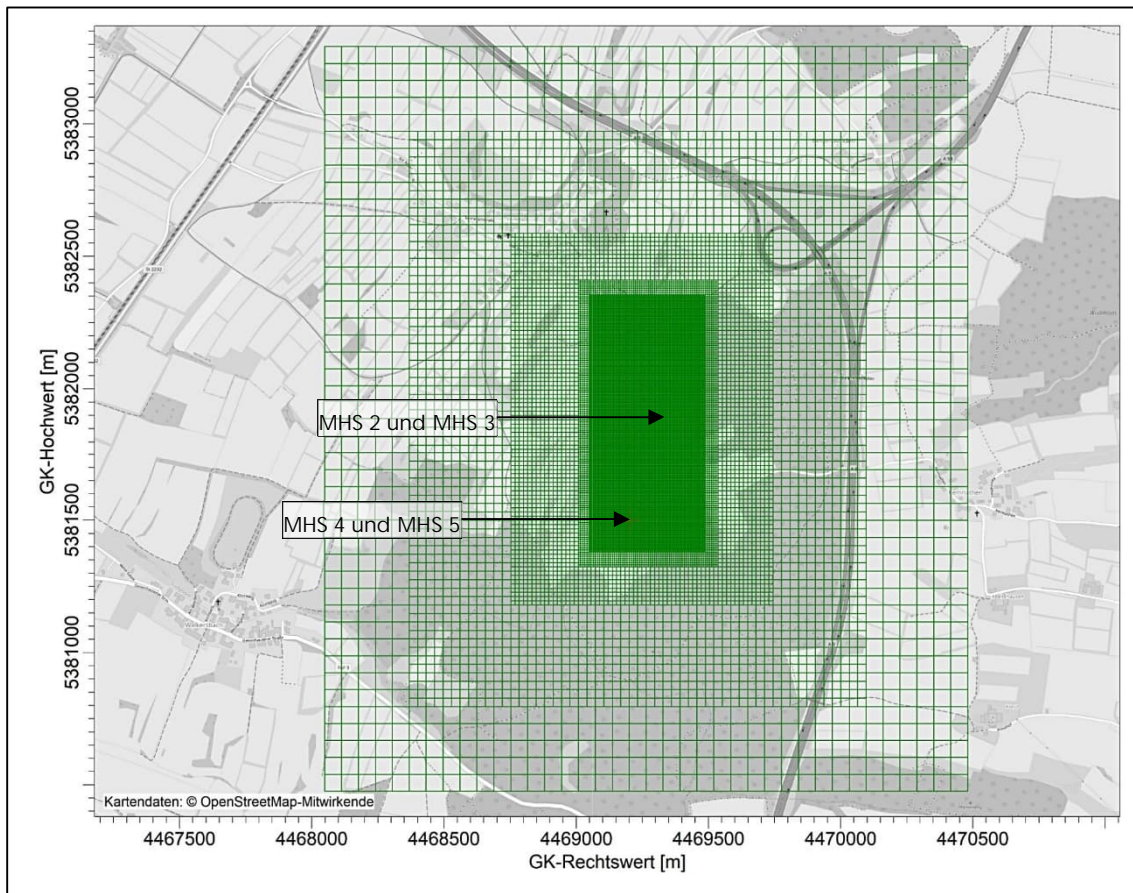 5383000
5382500
5382000
5381500
5381000
GK-Hochwert [m]
MHS 2 und MHS 3
MHS 4 und MHS 5
Kartendaten: © OpenStreetMap-Mitwirkende
4467500
4468000
4468500
4469000
4469500
4470000
4470500
GK-Rechtswert [m]